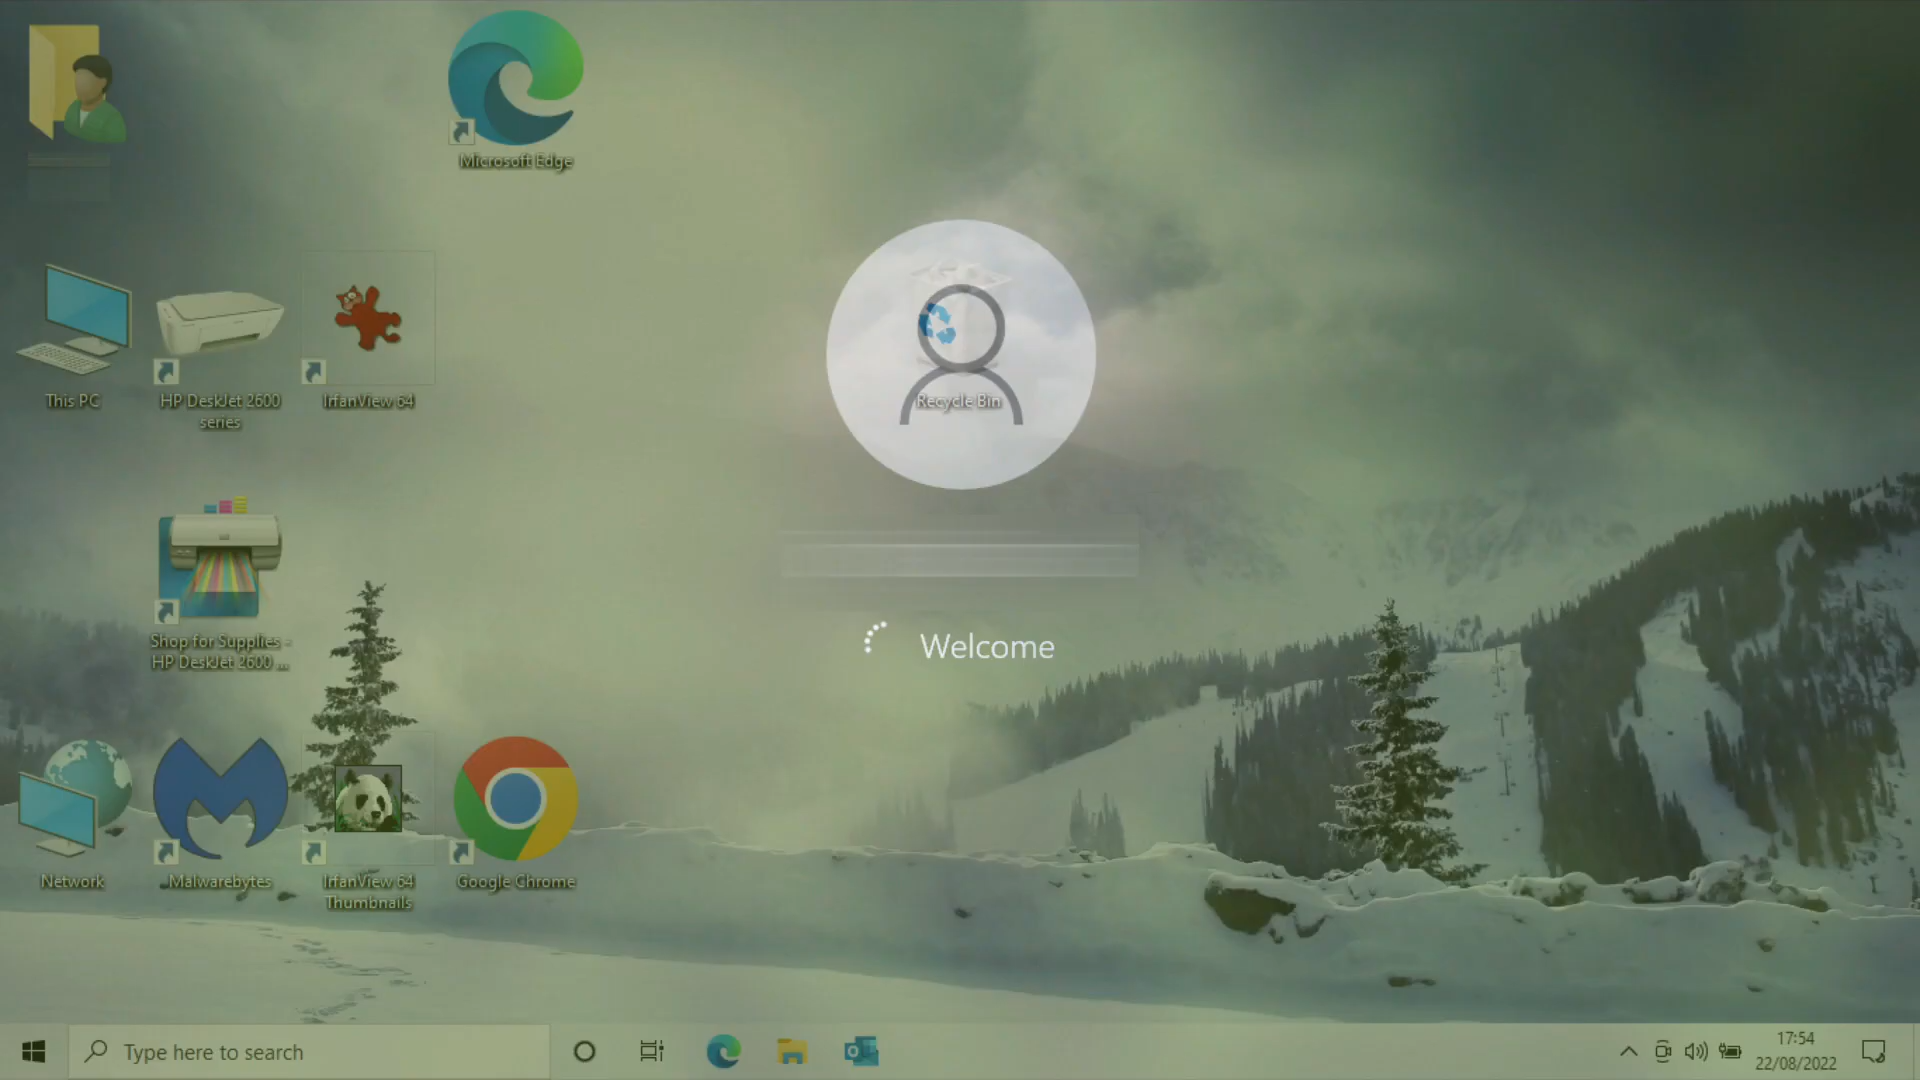 Microsoft Edge
This PC
HP DeskJet 2600
series
IrfanView 64
Recycle Bin
Shop for Supplies -
HP DeskJet 2600 ...
Welcome
Network
Malwarebytes
IrfanView 64
Thumbnails
Google Chrome
Type here to search
17:54
22/08/2022